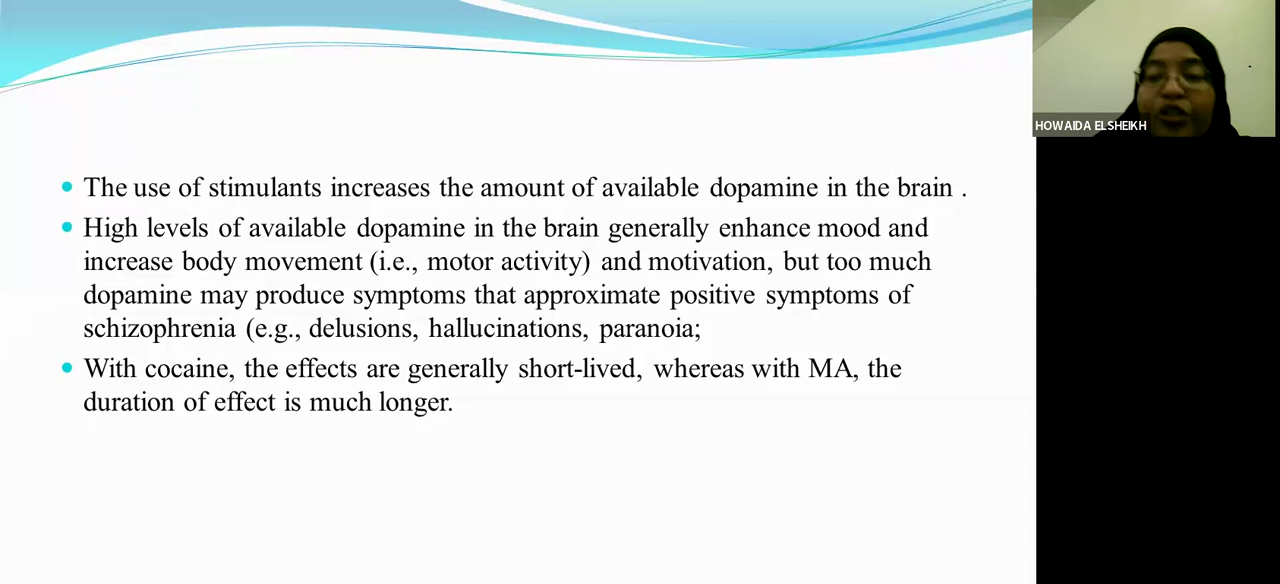 HOWAIDA ELSHEIKH
• The use of stimulants increases the amount of available dopamine in the brain .
• High levels of available dopamine in the brain generally enhance mood and
increase body movement (i.e., motor activity) and motivation, but too much
dopamine may produce symptoms that approximate positive symptoms of
schizophrenia (e.g., delusions, hallucinations, paranoia;
• With cocaine, the effects are generally short-lived, whereas with MA, the
duration of effect is much longer.